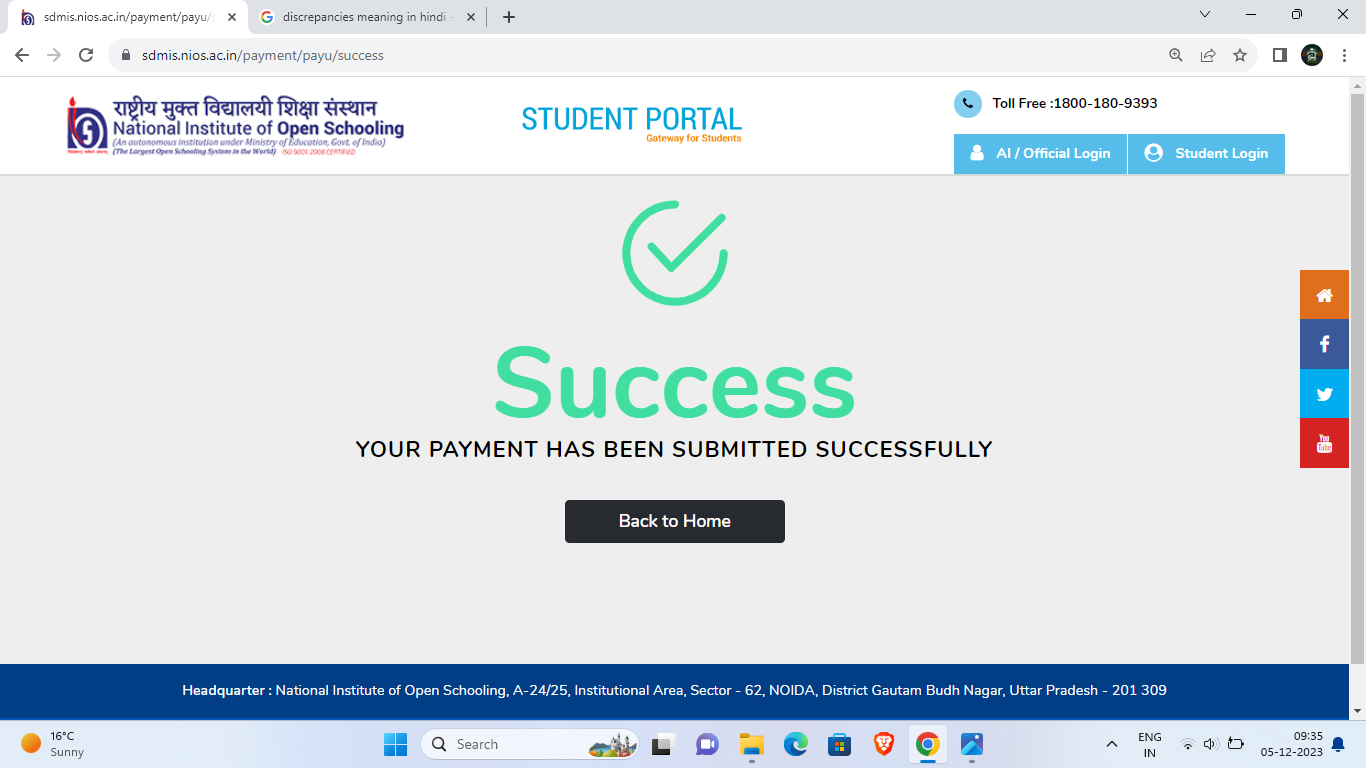 sdmis.nios.ac.in/payment/payu/
discrepancies meaning in hindi -
sdmis.nios.ac.in/payment/payu/success
राष्ट्रीय मुक्त विद्यालयी शिक्षा संस्थान
National Institute of Open Schooling
(An autonomous institution under Ministry of Education, Govt. of India)
(The Largest Open Schooling System in the World) ISO 9001:2008 CERTIFIED
STUDENT PORTAL
Gateway for Students
Toll Free :1800-180-9393
AI / Official Login
Student Login
Success
YOUR PAYMENT HAS BEEN SUBMITTED SUCCESSFULLY
Back to Home
You
Tube
Headquarter : National Institute of Open Schooling, A-24/25, Institutional Area, Sector - 62, NOIDA, District Gautam Budh Nagar, Uttar Pradesh - 201 309
16°C
Sunny
Search
ENG
IN
09:35
05-12-2023